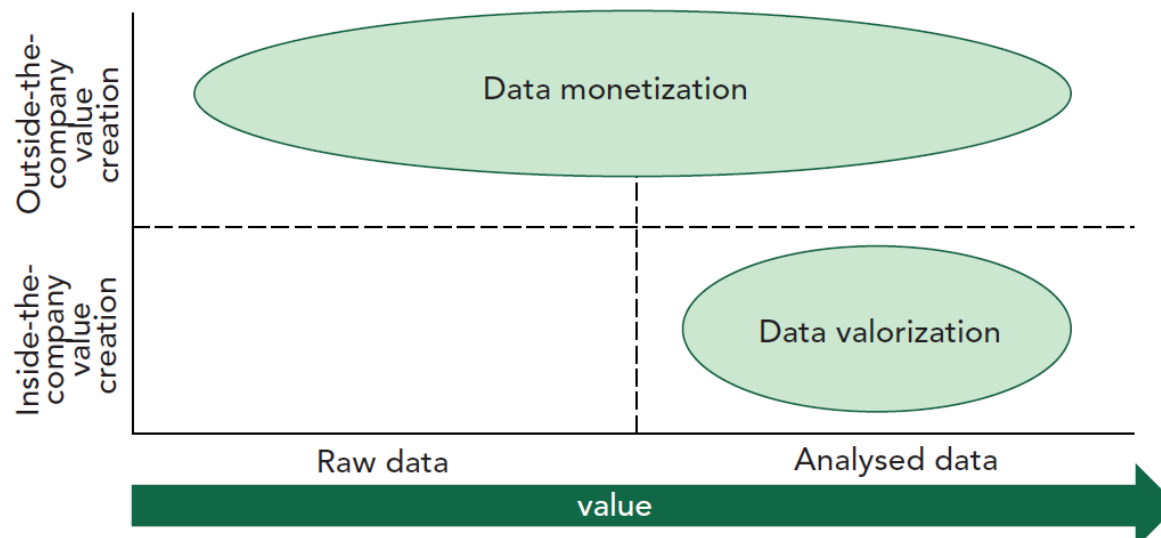 Outside-the-
company
value
creation
Data monetization
Inside-the-
company
value
creation
Data valorization
Raw data
Analysed data
value